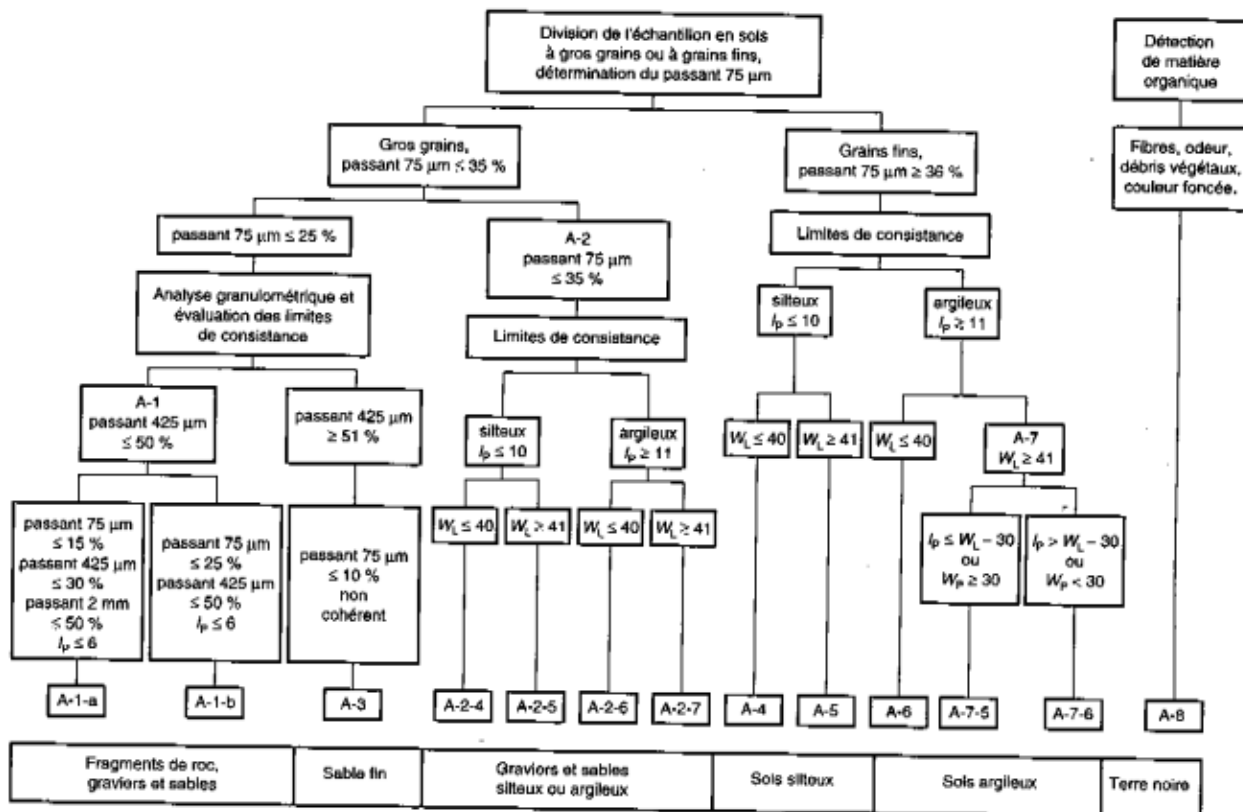 Division de l'échantillon en sols
à gros grains ou à grains fins,
détermination du passant 75 µm
Détection
de matière
organique
Gros grains,
passant 75 µm ≤ 35 %
Grains fins,
passant 75 µm ≥ 36 %
Fibres, odeur,
débris végétaux,
couleur foncée.
passant 75 µm ≤ 25 %
A-2
passant 75 µm
≤ 35 %
Limites de consistance
Analyse granulométrique et
évaluation des limites
de consistance
Limites de consistance
silteux
Ip ≤ 10
argileux
Ip ≥ 11
A-1
passant 425 µm
≤ 50 %
passant 425 µm
≥ 51 %
silteux
Ip ≤ 10
argileux
Ip ≥ 11
WL ≤ 40
WL ≥ 41
WL ≤ 40
A-7
WL ≥ 41
passant 75 µm
≤ 15 %
passant 425 µm
≤ 30 %
passant 2 mm
≤ 50 %
Ip ≤ 6
passant 75 µm
≤ 25 %
passant 425 µm
≤ 50 %
Ip ≤ 6
passant 75 µm
≤ 10 %
non
cohérent
WL ≤ 40
WL ≥ 41
WL ≤ 40
WL ≥ 41
Ip ≤ WL – 30
ou
WP ≥ 30
Ip > WL – 30
ou
WP < 30
A-1-a
A-1-b
A-3
A-2-4
A-2-5
A-2-6
A-2-7
A-4
A-5
A-6
A-7-5
A-7-6
A-8
Fragments de roc,
graviers et sables
Sable fin
Graviers et sables
silteux ou argileux
Sols silteux
Sols argileux
Terre noire